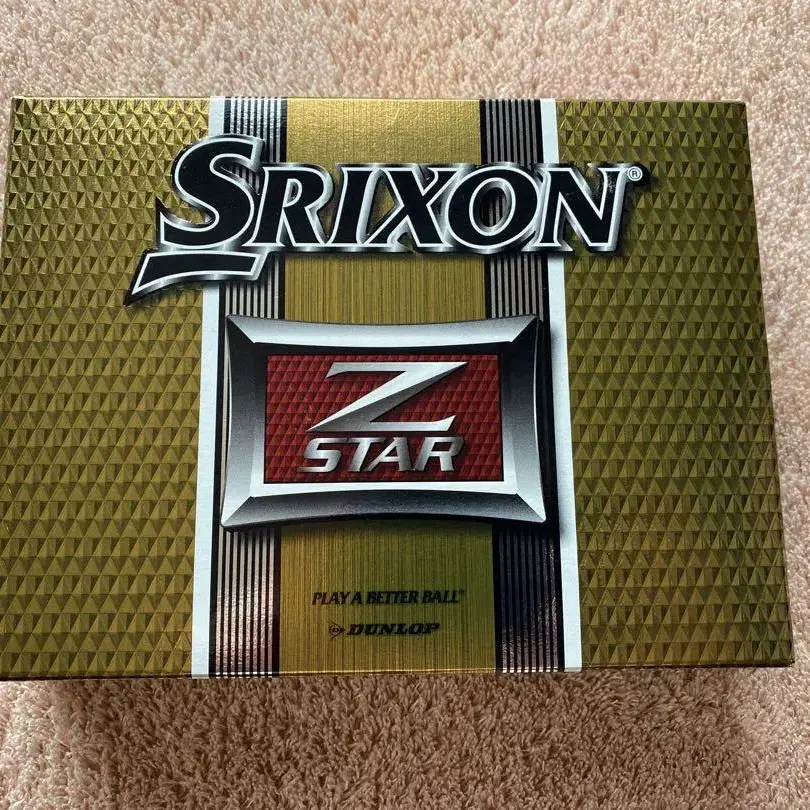 SRIXON®
Z
STAR
PLAY A BETTER BALL®
DUNLOP